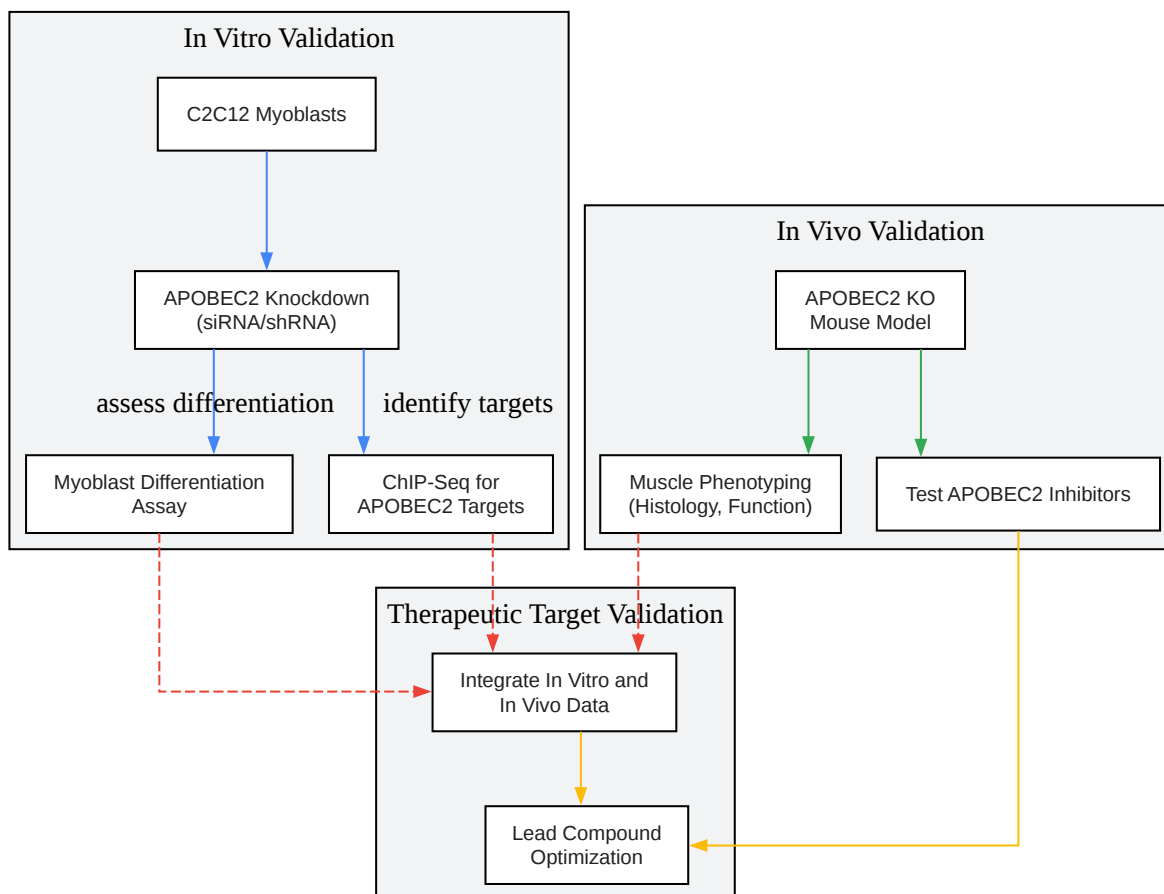 In Vitro Validation
C2C12 Myoblasts
APOBEC2 Knockdown
(siRNA/shRNA)
assess differentiation
identify targets
Myoblast Differentiation
Assay
ChIP-Seq for
APOBEC2 Targets
In Vivo Validation
APOBEC2 KO
Mouse Model
Muscle Phenotyping
(Histology, Function)
Test APOBEC2 Inhibitors
Therapeutic Target Validation
Integrate In Vitro and
In Vivo Data
Lead Compound
Optimization